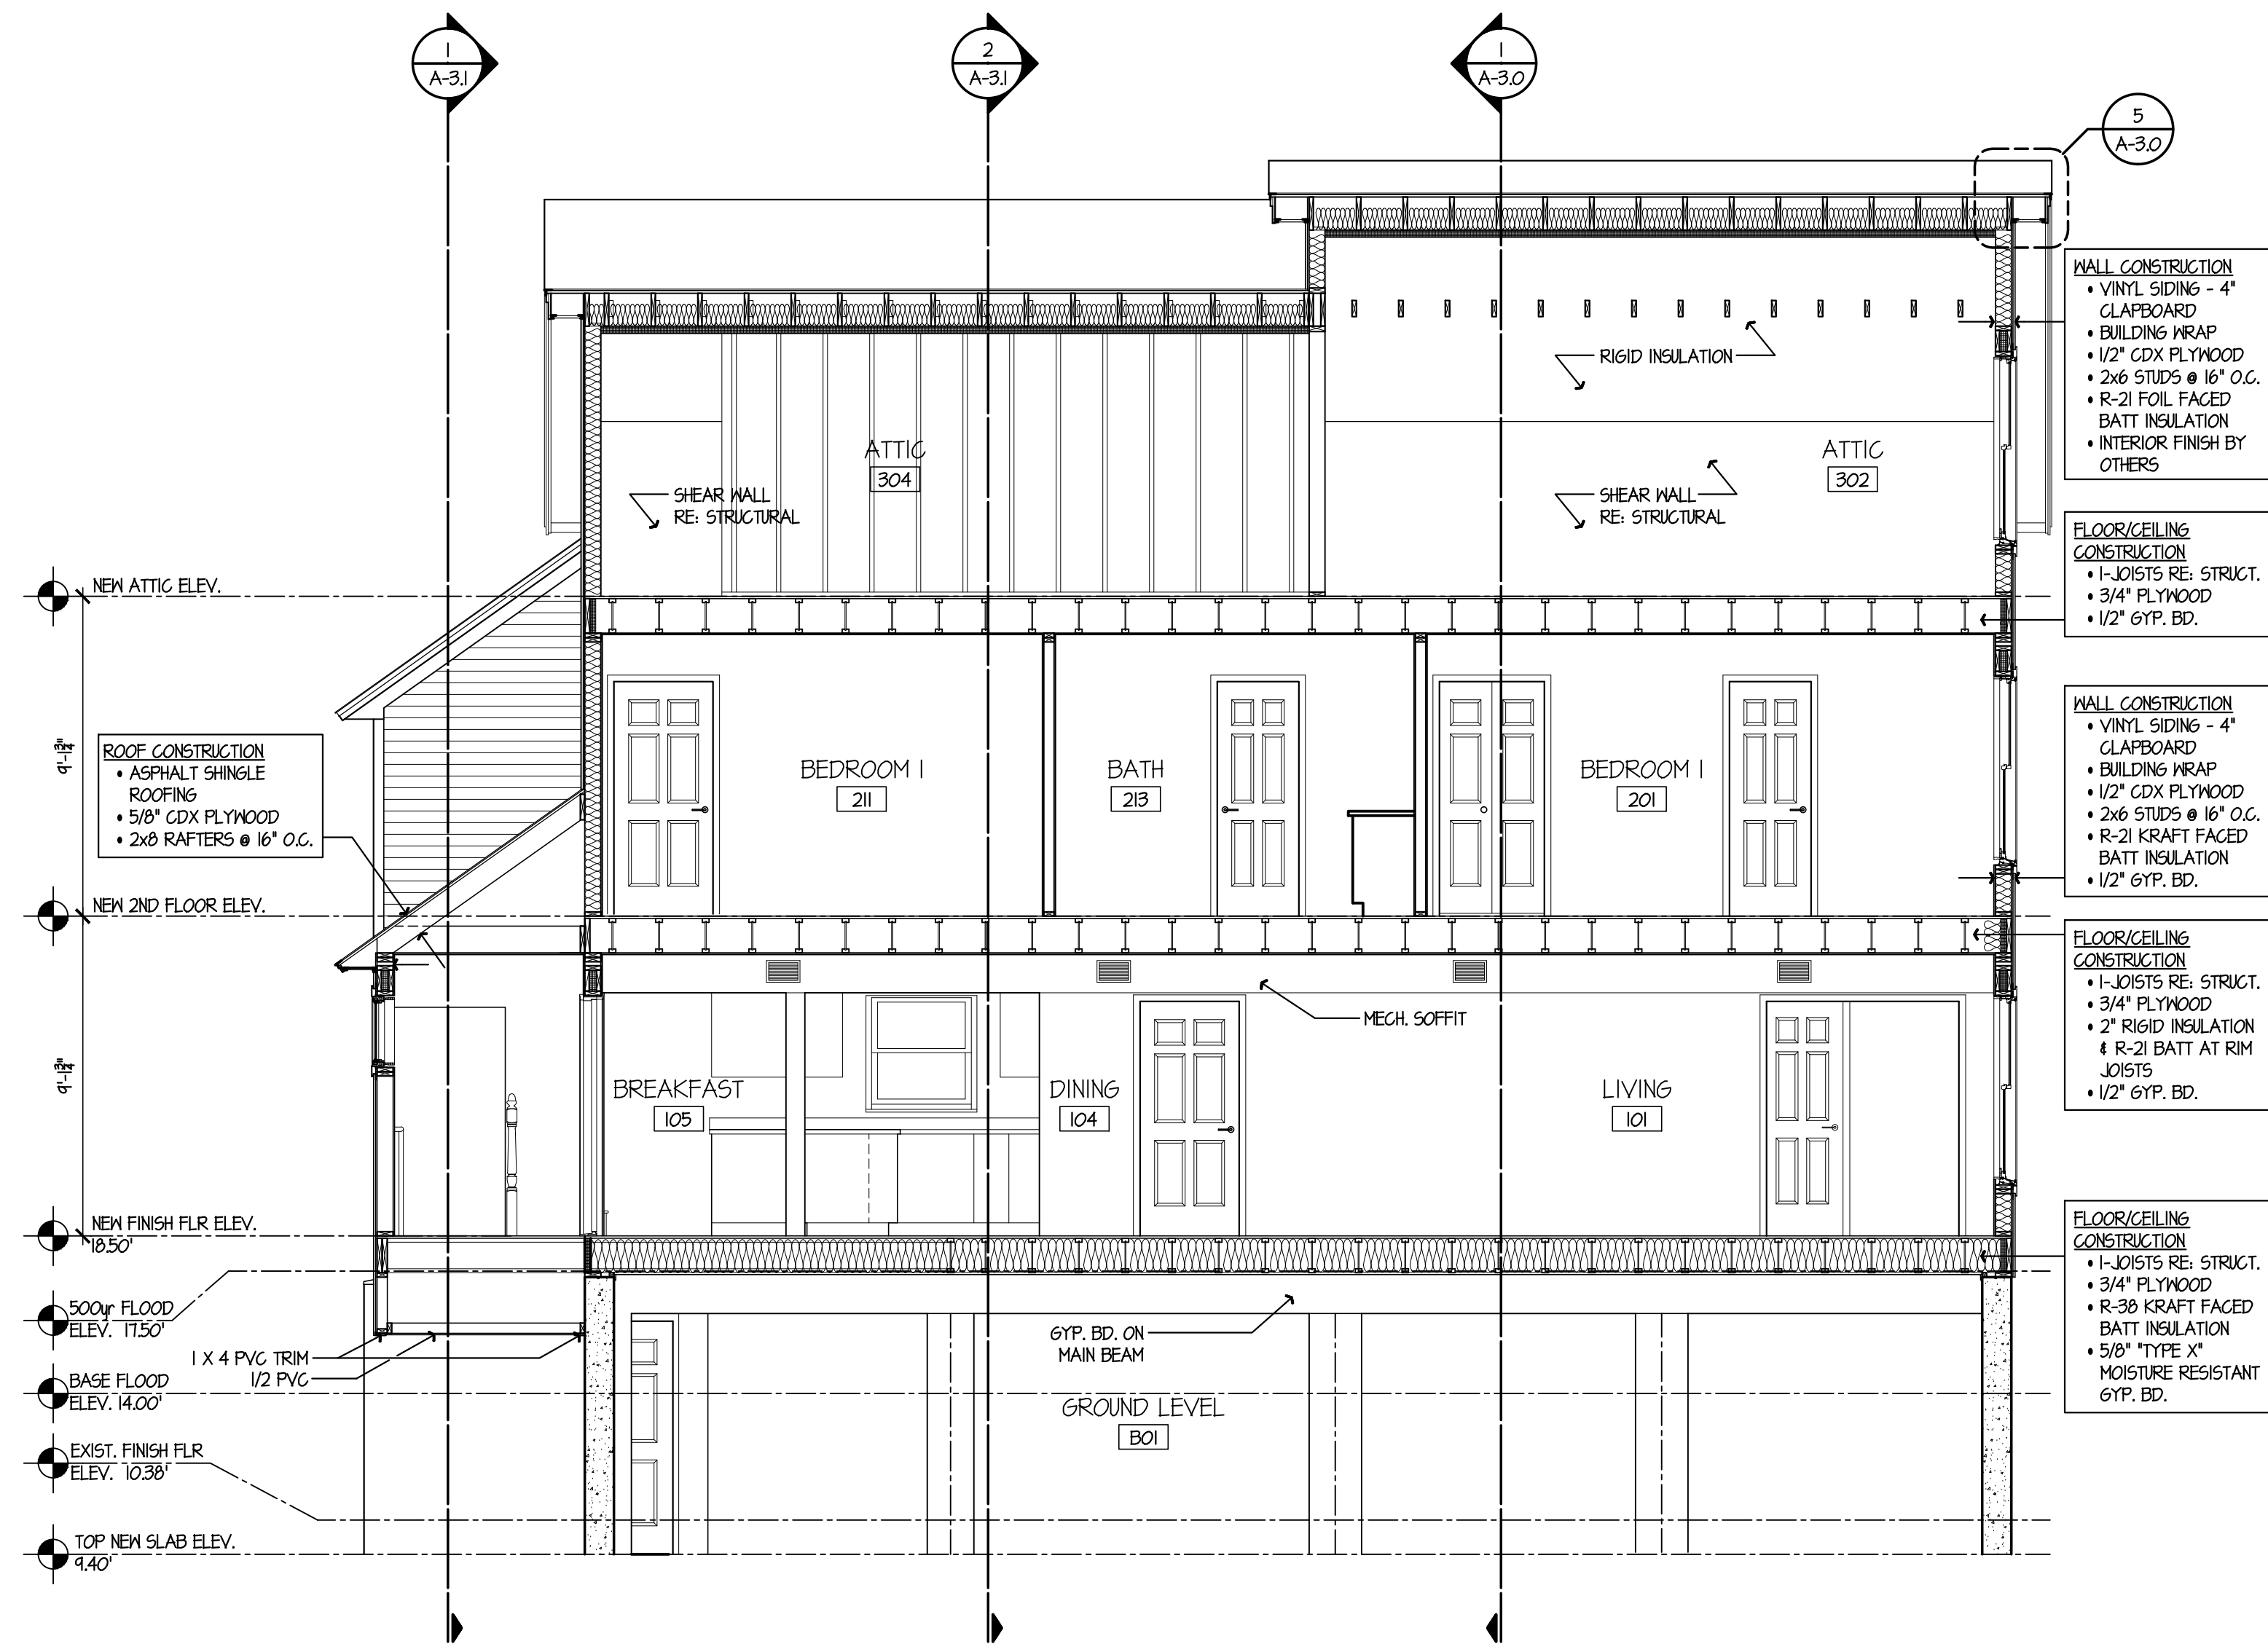 1
A-3.1
2
A-3.1
1
A-3.0
5
A-3.0
WALL CONSTRUCTION
• VINYL SIDING - 4"
CLAPBOARD
• BUILDING WRAP
• 1/2" CDX PLYWOOD
• 2x6 STUDS @ 16" O.C.
• R-21 FOIL FACED
BATT INSULATION
• INTERIOR FINISH BY
OTHERS
RIGID INSULATION
ATTIC
304
ATTIC
302
SHEAR WALL
RE: STRUCTURAL
SHEAR WALL
RE: STRUCTURAL
FLOOR/CEILING
CONSTRUCTION
• I-JOISTS RE: STRUCT.
• 3/4" PLYWOOD
• 1/2" GYP. BD.
NEW ATTIC ELEV.
9'-1 3/4"
ROOF CONSTRUCTION
• ASPHALT SHINGLE
ROOFING
• 5/8" CDX PLYWOOD
• 2x8 RAFTERS @ 16" O.C.
BEDROOM 1
211
BATH
213
BEDROOM 1
201
WALL CONSTRUCTION
• VINYL SIDING - 4"
CLAPBOARD
• BUILDING WRAP
• 1/2" CDX PLYWOOD
• 2x6 STUDS @ 16" O.C.
• R-21 KRAFT FACED
BATT INSULATION
• 1/2" GYP. BD.
NEW 2ND FLOOR ELEV.
FLOOR/CEILING
CONSTRUCTION
• I-JOISTS RE: STRUCT.
• 3/4" PLYWOOD
• 2" RIGID INSULATION
& R-21 BATT AT RIM
JOISTS
• 1/2" GYP. BD.
MECH. SOFFIT
9'-1 3/4"
BREAKFAST
105
DINING
104
LIVING
101
NEW FINISH FLR ELEV.
18.50'
FLOOR/CEILING
CONSTRUCTION
• I-JOISTS RE: STRUCT.
• 3/4" PLYWOOD
• R-38 KRAFT FACED
BATT INSULATION
• 5/8" "TYPE X"
MOISTURE RESISTANT
GYP. BD.
500yr FLOOD
ELEV. 17.50'
1 X 4 PVC TRIM
1/2 PVC
GYP. BD. ON
MAIN BEAM
BASE FLOOD
ELEV. 14.00'
GROUND LEVEL
B01
EXIST. FINISH FLR
ELEV. 10.38'
TOP NEW SLAB ELEV.
9.40'